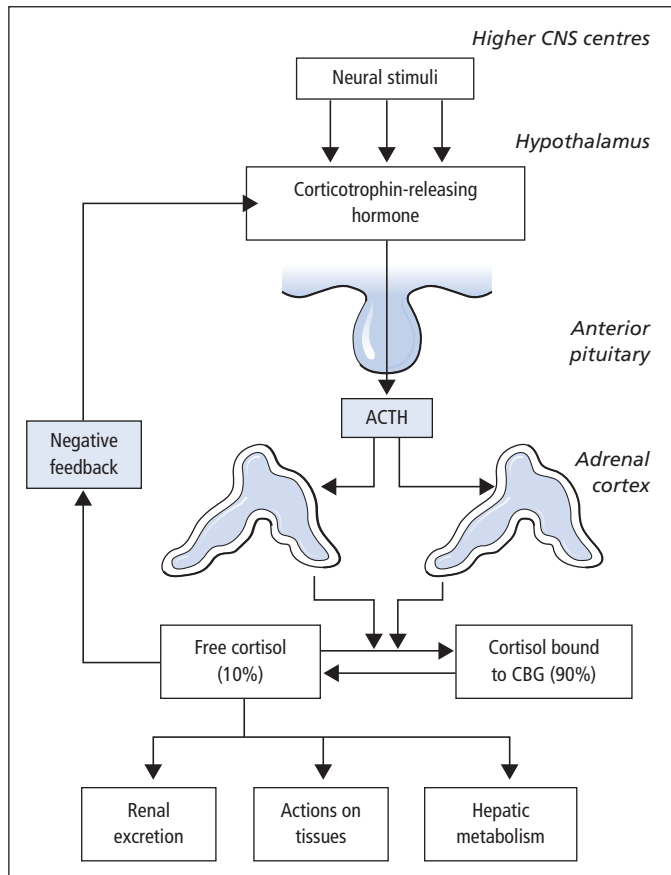 Higher CNS centres
Neural stimuli
Hypothalamus
Corticotrophin-releasing
hormone
Anterior
pituitary
ACTH
Negative
feedback
Adrenal
cortex
Free cortisol
(10%)
Cortisol bound
to CBG (90%)
Renal
excretion
Actions on
tissues
Hepatic
metabolism